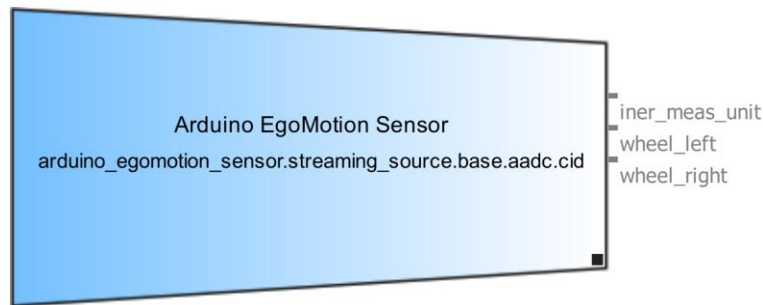 Arduino EgoMotion Sensor
arduino_egomotion_sensor.streaming_source.base.aadc.cid
iner_meas_unit
wheel_left
wheel_right